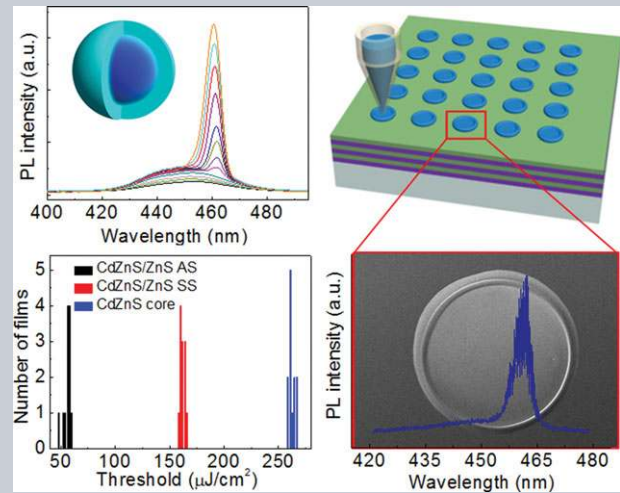 PL intensity (a.u.)
400 420 440 460 480
Wavelength (nm)
Number of films
5
4
3
2
1
0
CdZnS/ZnS AS
CdZnS/ZnS SS
CdZnS core
50 100 150 200 250
Threshold (μJ/cm²)
PL intensity (a.u.)
420 435 450 465 480
Wavelength (nm)